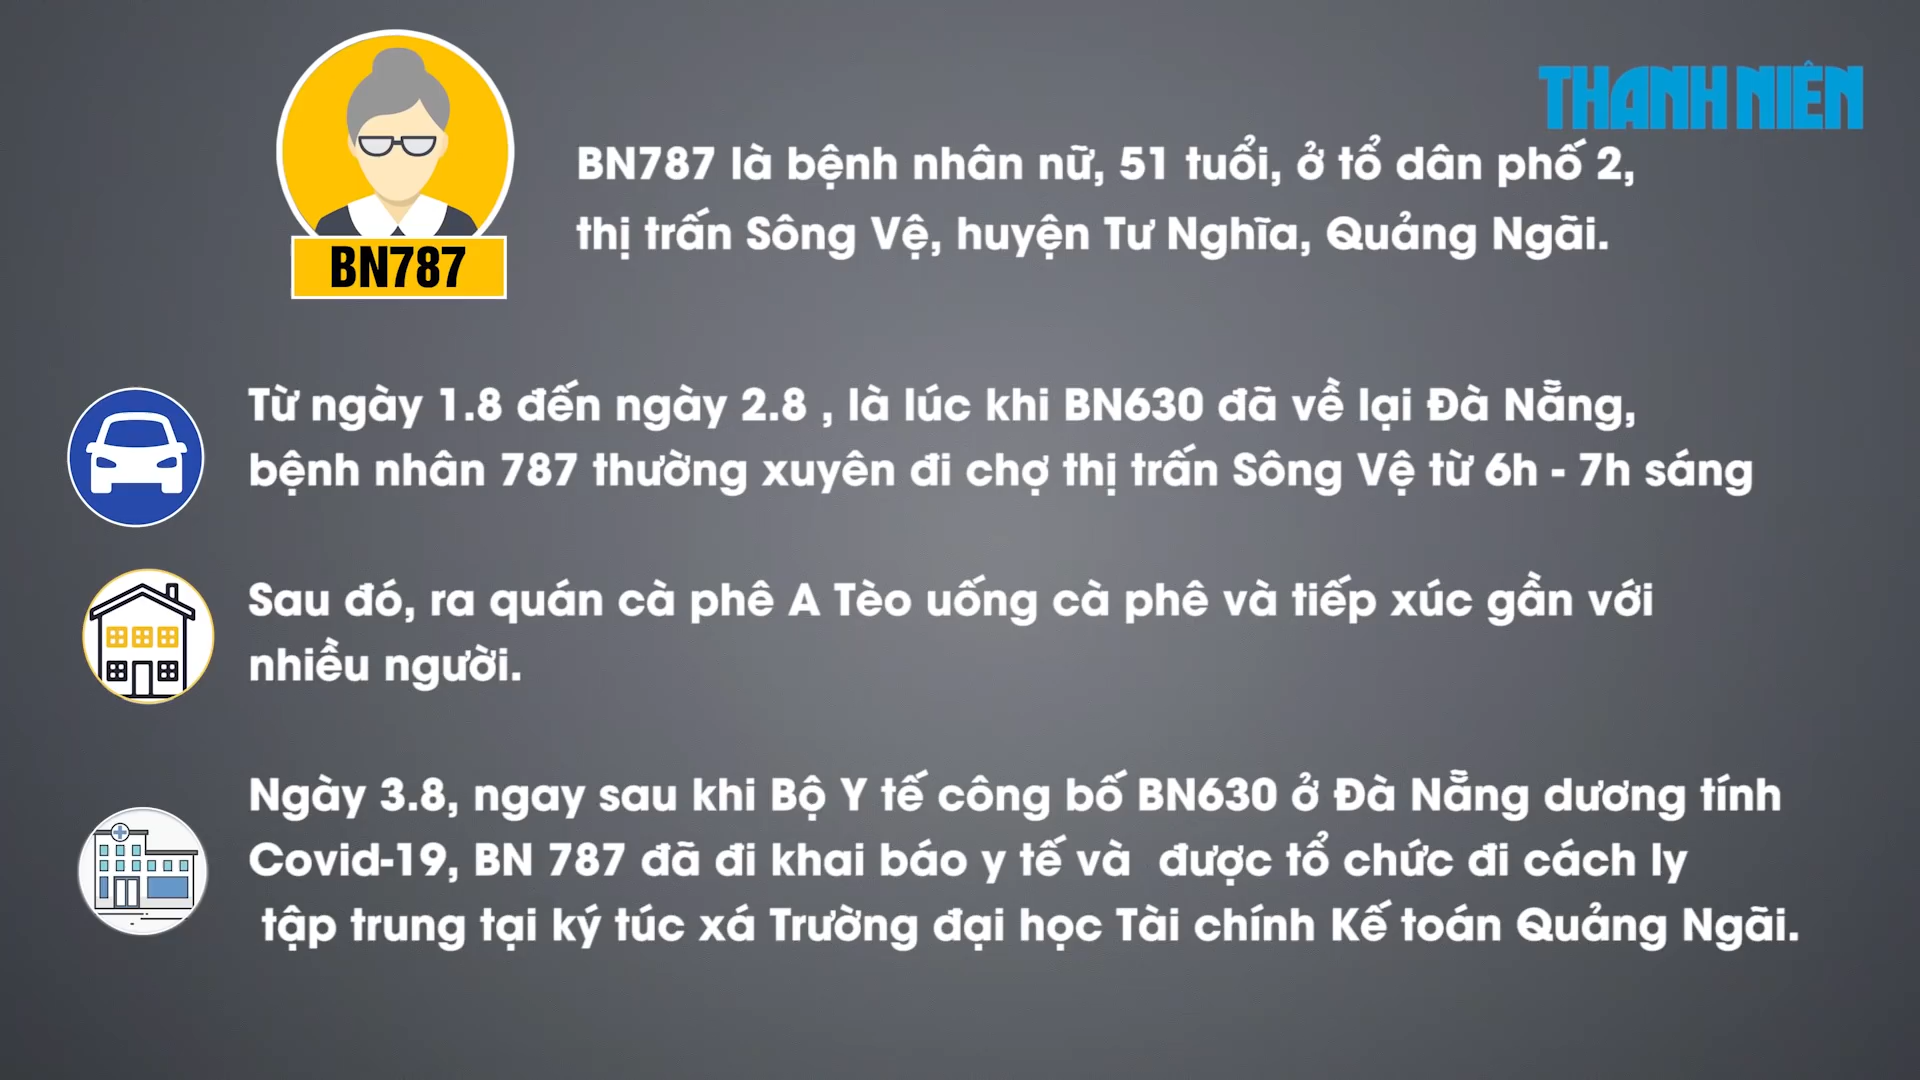 THANH NIÊN
BN787 là bệnh nhân nữ, 51 tuổi, ở tổ dân phố 2,
thị trấn Sông Vệ, huyện Tư Nghĩa, Quảng Ngãi.
BN787
Từ ngày 1.8 đến ngày 2.8 , là lúc khi BN630 đã về lại Đà Nẵng,
bệnh nhân 787 thường xuyên đi chợ thị trấn Sông Vệ từ 6h - 7h sáng
Sau đó, ra quán cà phê A Tèo uống cà phê và tiếp xúc gần với
nhiều người.
Ngày 3.8, ngay sau khi Bộ Y tế công bố BN630 ở Đà Nẵng dương tính
Covid-19, BN 787 đã đi khai báo y tế và được tổ chức đi cách ly
tập trung tại ký túc xá Trường đại học Tài chính Kế toán Quảng Ngãi.